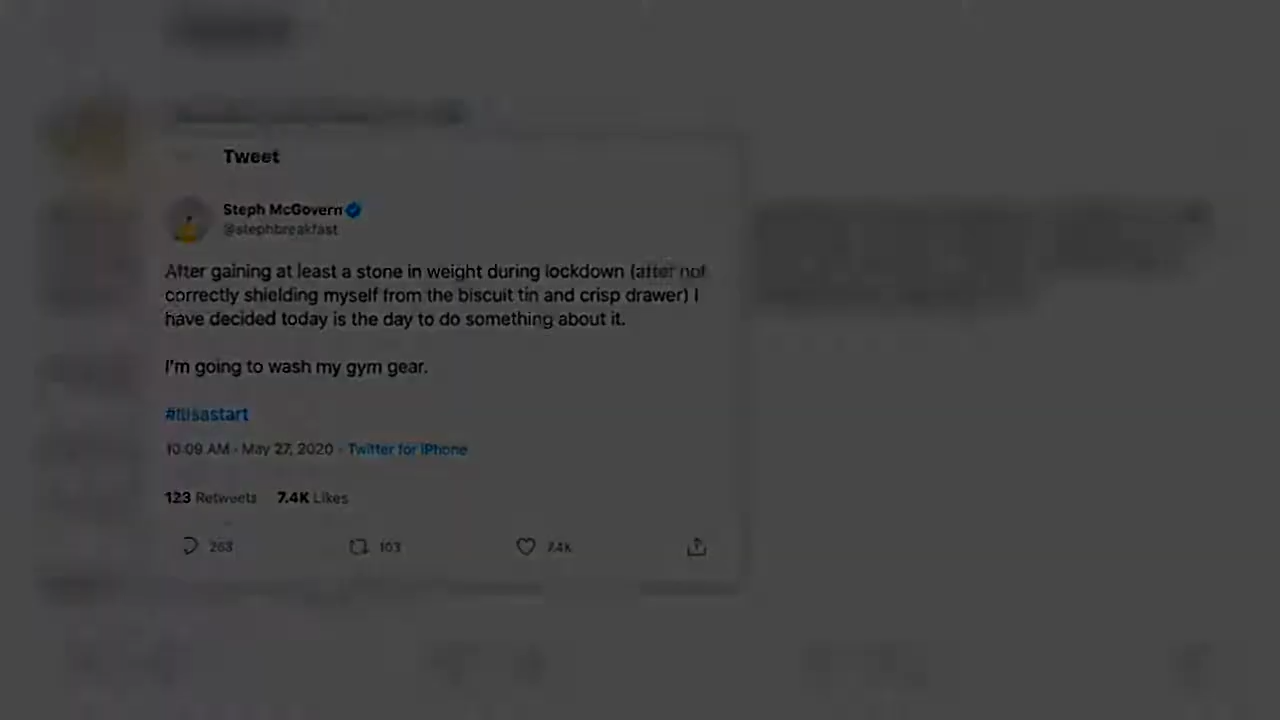 Tweet
Steph McGovern
@stephbreakfast
After gaining at least a stone in weight during lockdown (after not
correctly shielding myself from the biscuit tin and crisp drawer) I
have decided today is the day to do something about it.
I'm going to wash my gym gear.
#itisastart
10:09 AM · May 27, 2020 · Twitter for iPhone
123 Retweets 7.4K Likes
263 103 7.4K